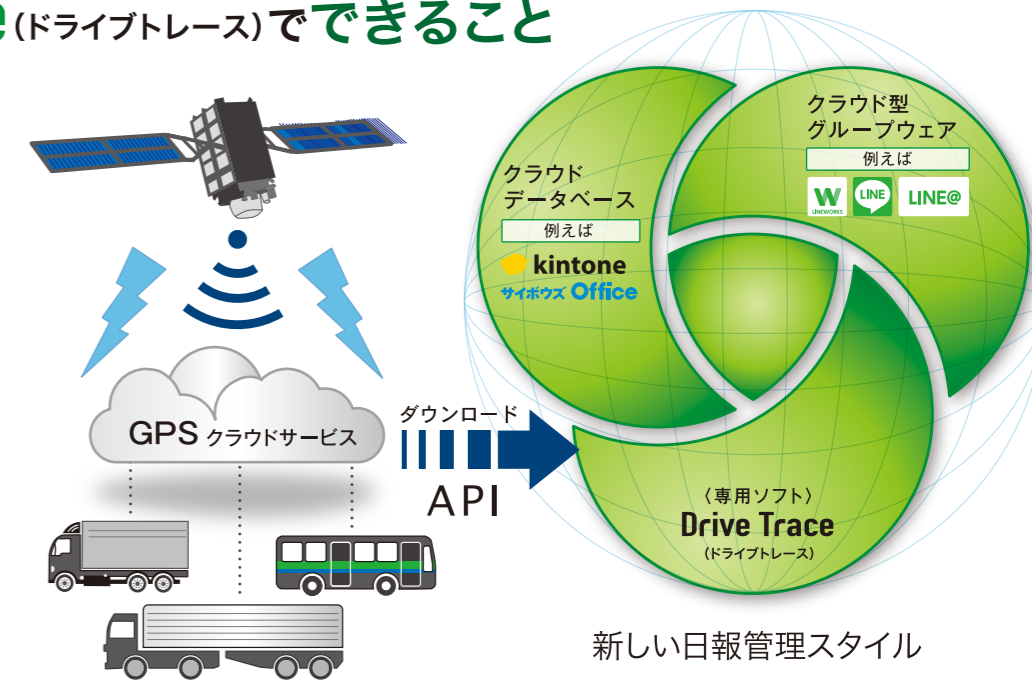 e(ドライブトレース)でできること
クラウド型
グループウェア
例えば
W
LINEWORKS
LINE
LINE@
クラウド
データベース
例えば
kintone
サイボウズ Office
GPS クラウドサービス
ダウンロード
API
〈専用ソフト〉
Drive Trace
(ドライブトレース)
新しい日報管理スタイル